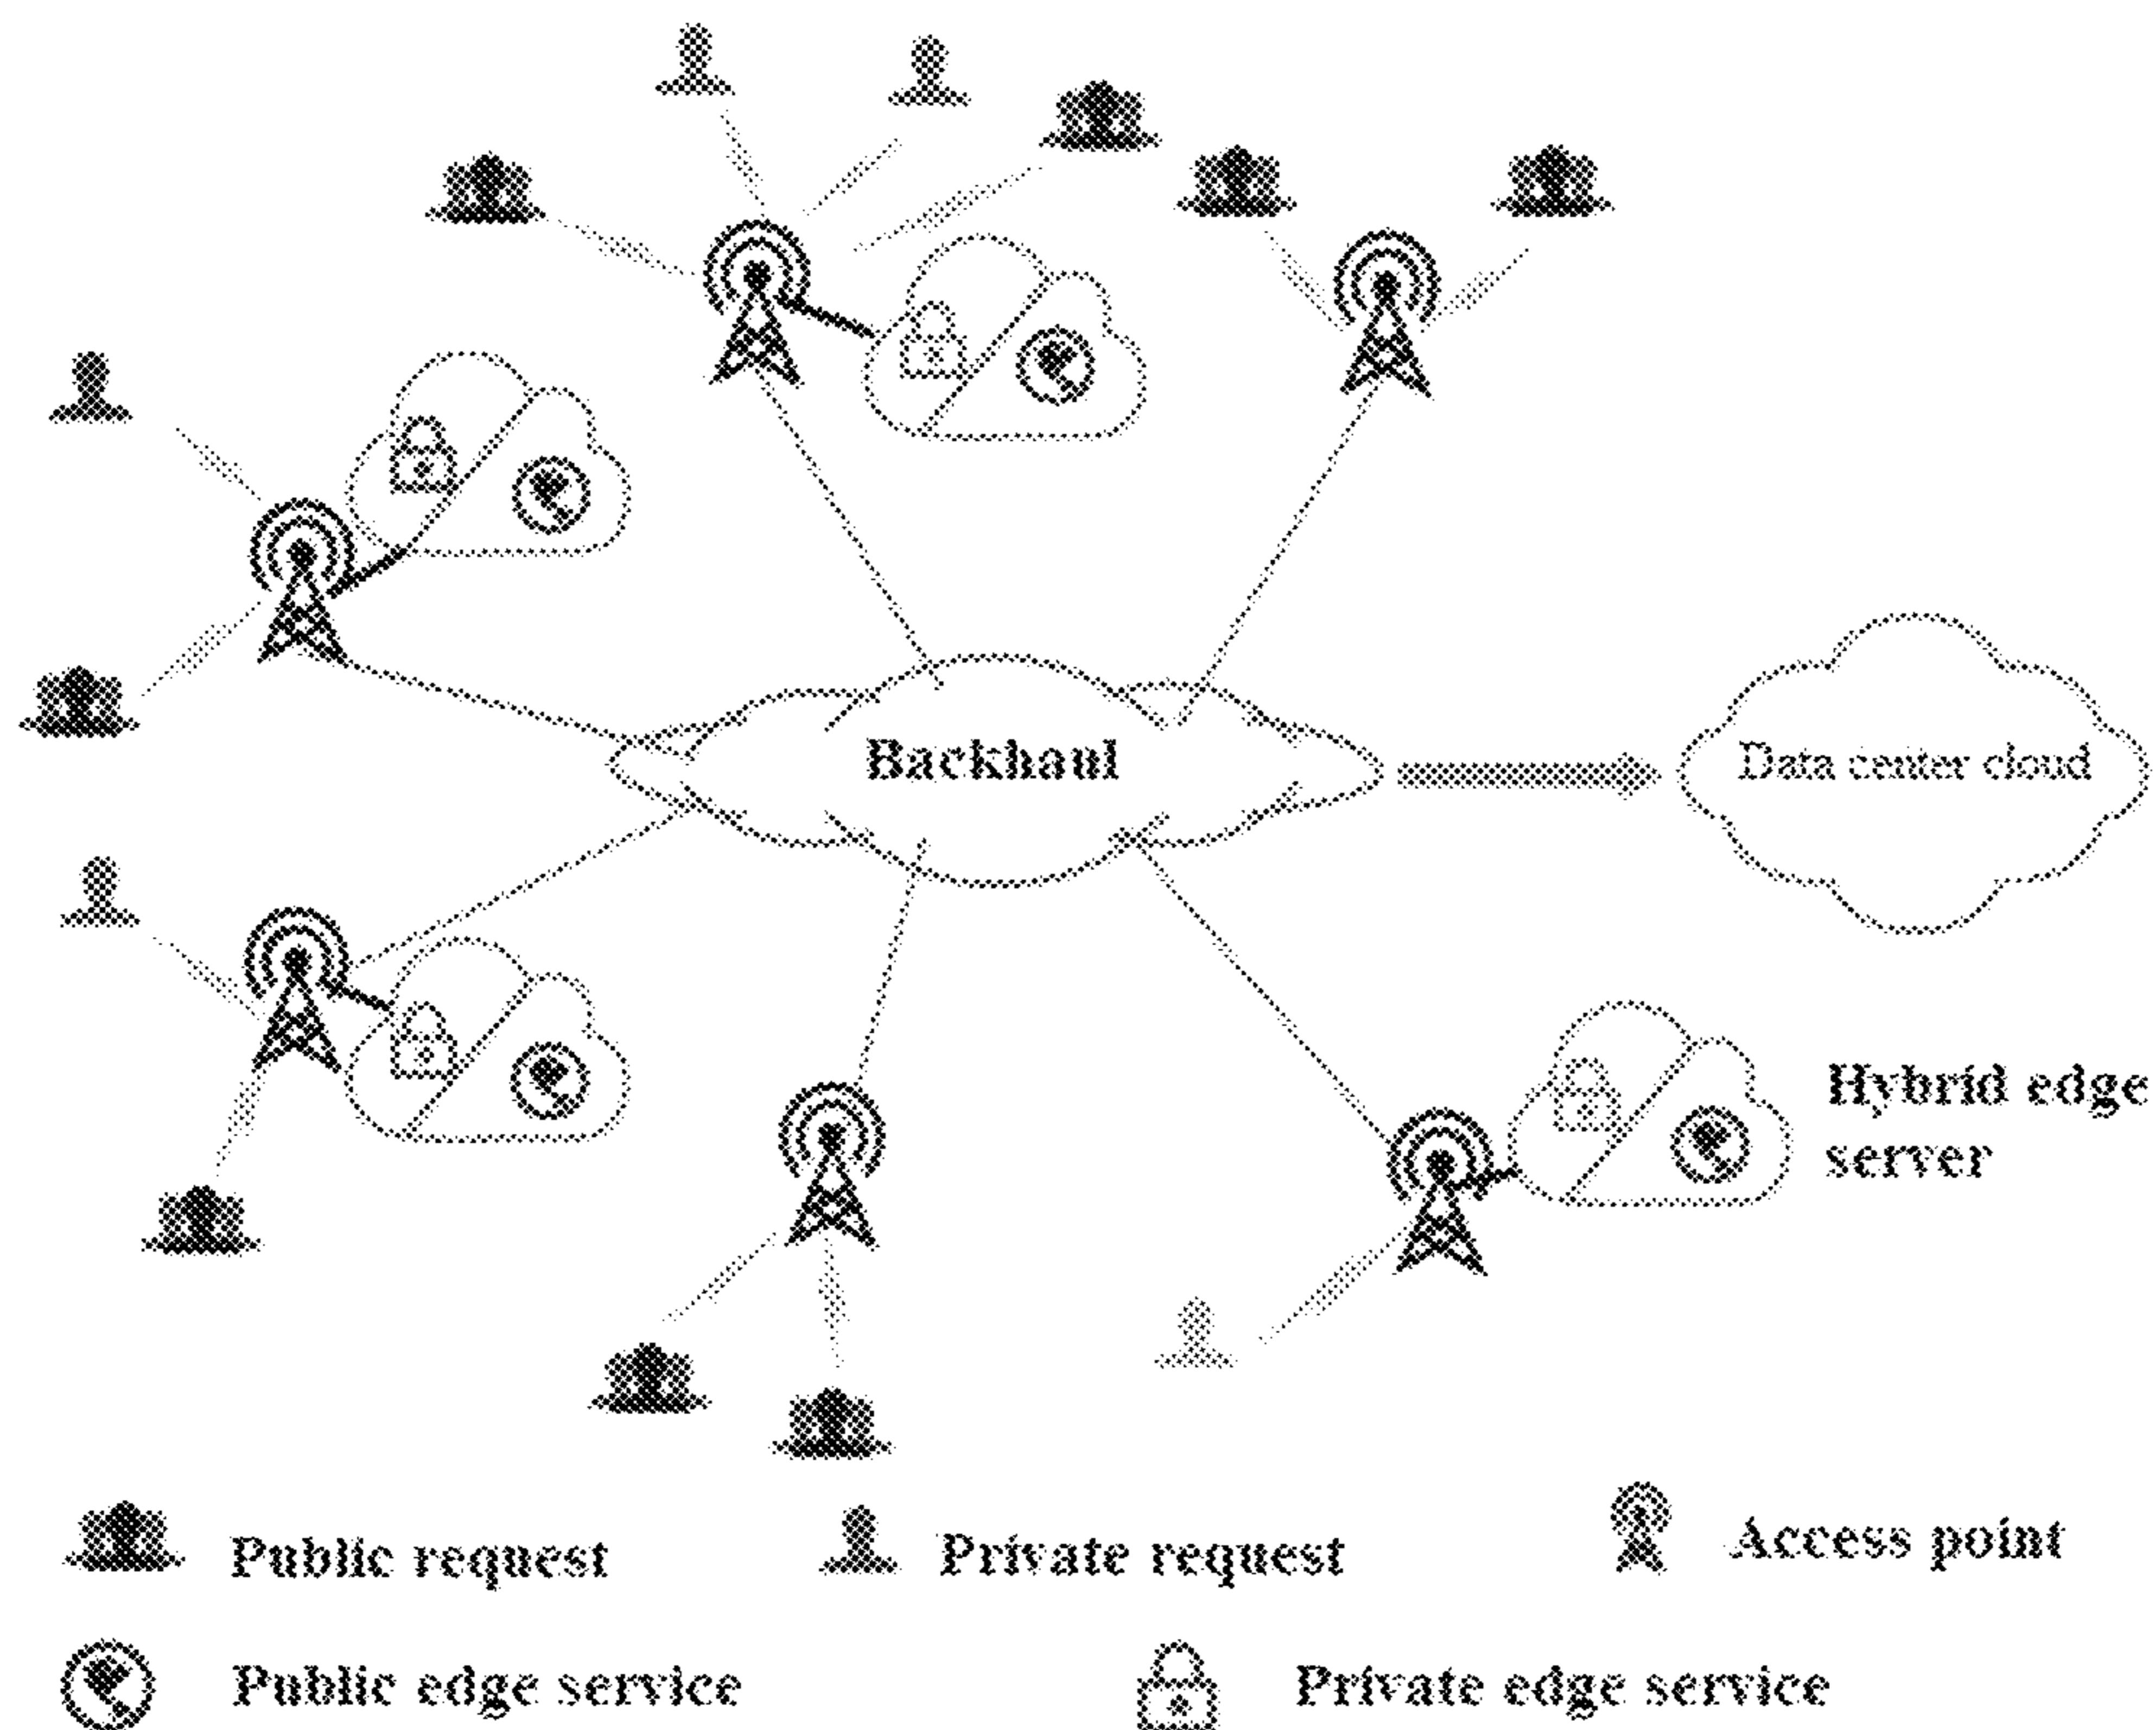 Backhaul
Data center cloud
Hybrid edge
server
Public request
Private request
Access point
Public edge service
Private edge service